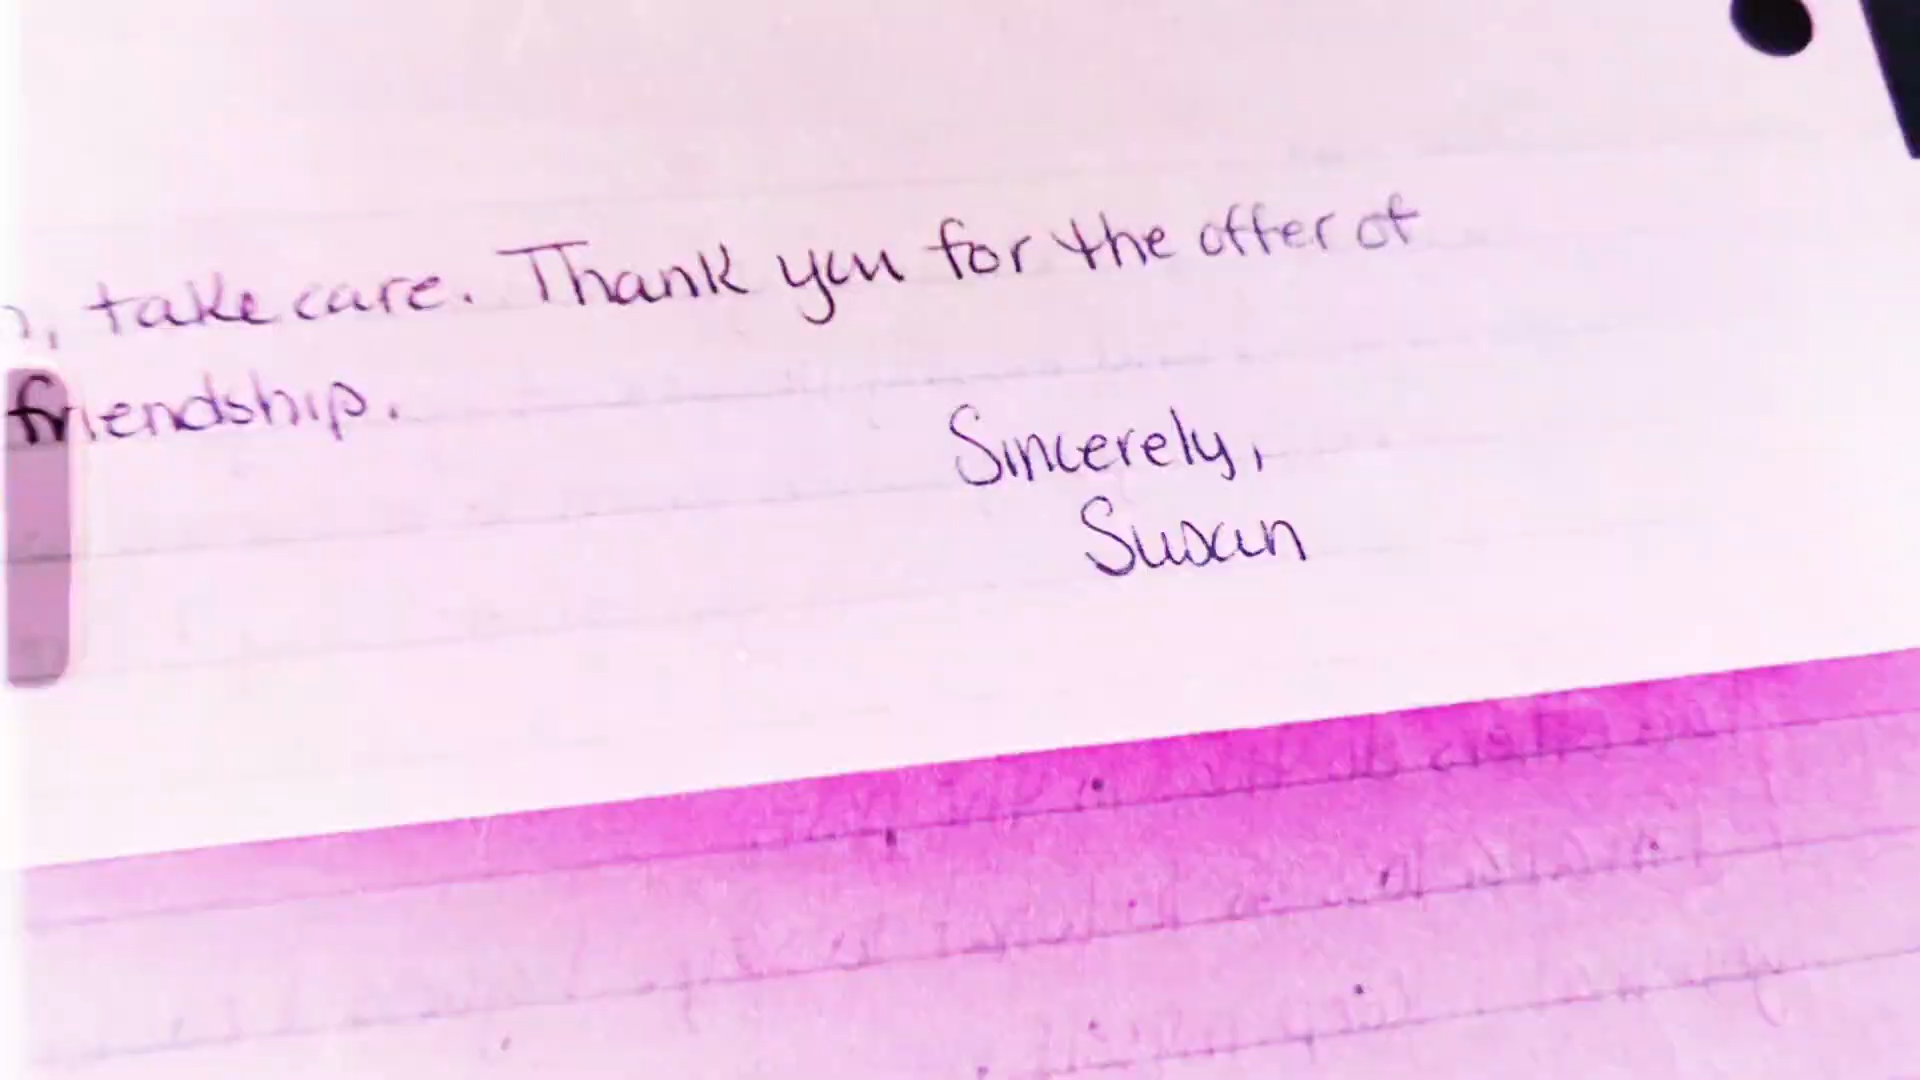 , take care. Thank you for the offer of
friendship.
Sincerely,
Susan